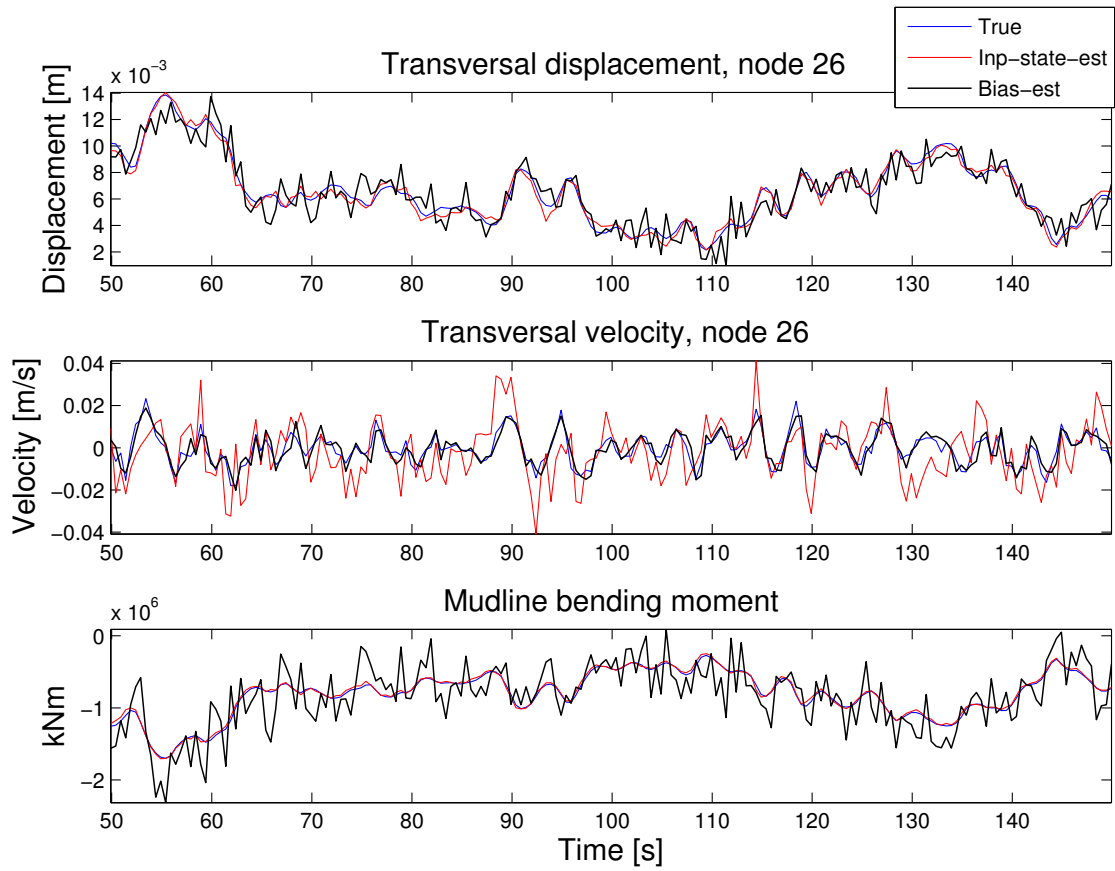 True
Inp−state−est
Bias−est
Transversal displacement, node 26
x 10⁻³
Displacement [m]
14
12
10
8
6
4
2
50 60 70 80 90 100 110 120 130 140
Transversal velocity, node 26
Velocity [m/s]
0.04
0.02
0
−0.02
−0.04
50 60 70 80 90 100 110 120 130 140
Mudline bending moment
x 10⁶
kNm
0
−1
−2
50 60 70 80 90 100 110 120 130 140
Time [s]